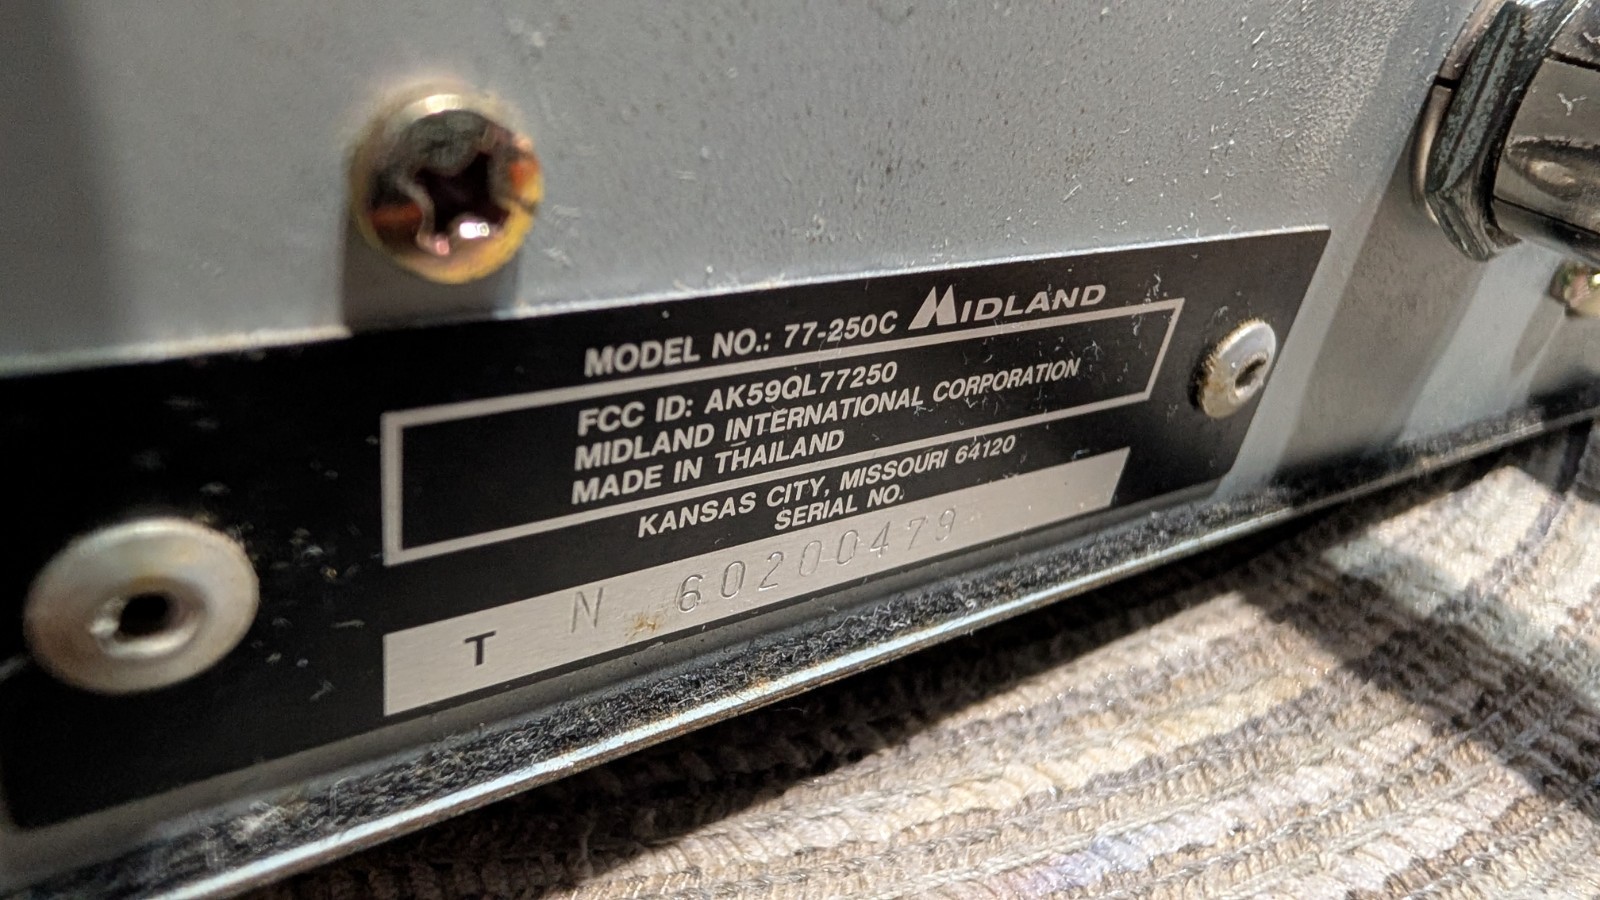 MODEL NO.: 77-250C MIDLAND
FCC ID: AK59QL77250
MIDLAND INTERNATIONAL CORPORATION
MADE IN THAILAND
KANSAS CITY, MISSOURI 64120
SERIAL NO.
T N 60200479